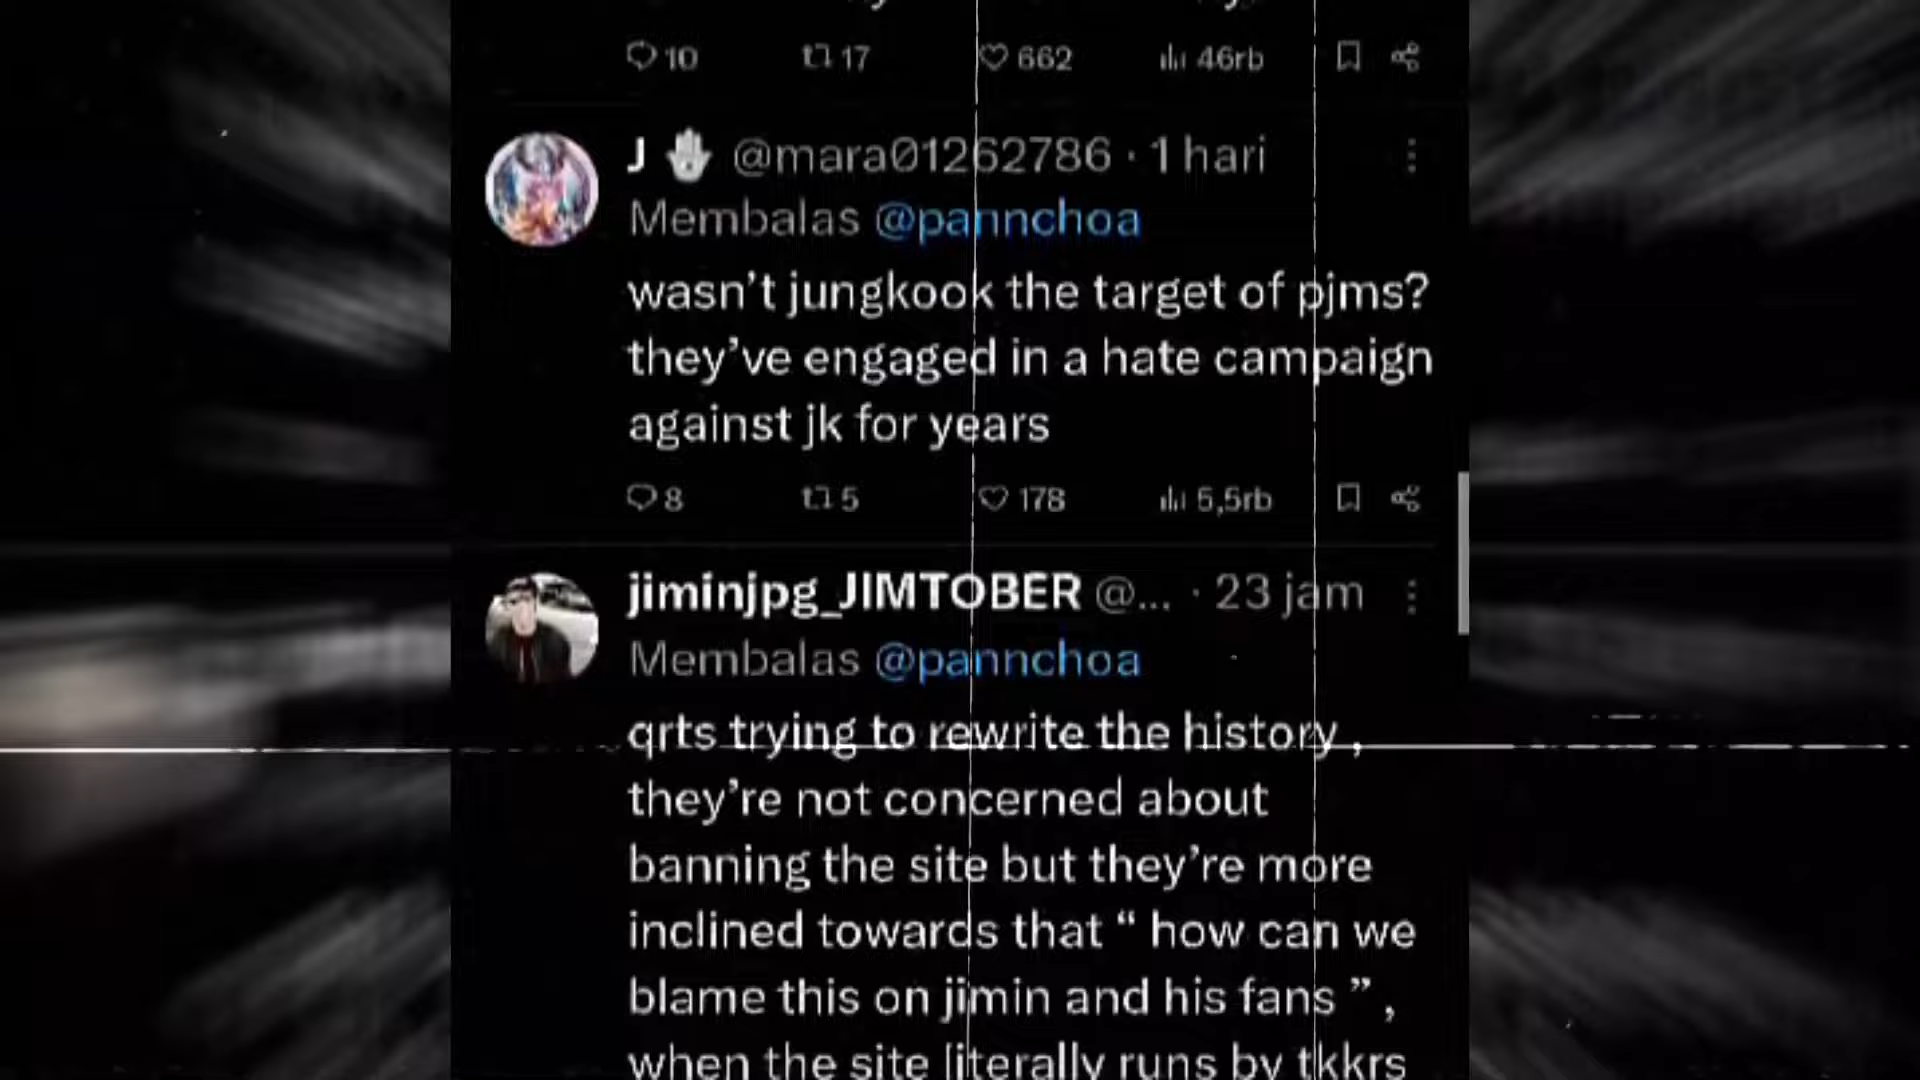 10 17 662 46rb
J @mara01262786 · 1 hari
Membalas @pannchoa
wasn't jungkook the target of pjms?
they've engaged in a hate campaign
against jk for years
8 5 178 5,5rb
jiminjpg_JIMTOBER @... · 23 jam
Membalas @pannchoa
qrts trying to rewrite the history ,
they're not concerned about
banning the site but they're more
inclined towards that “ how can we
blame this on jimin and his fans ” ,
when the site literally runs by tkkrs